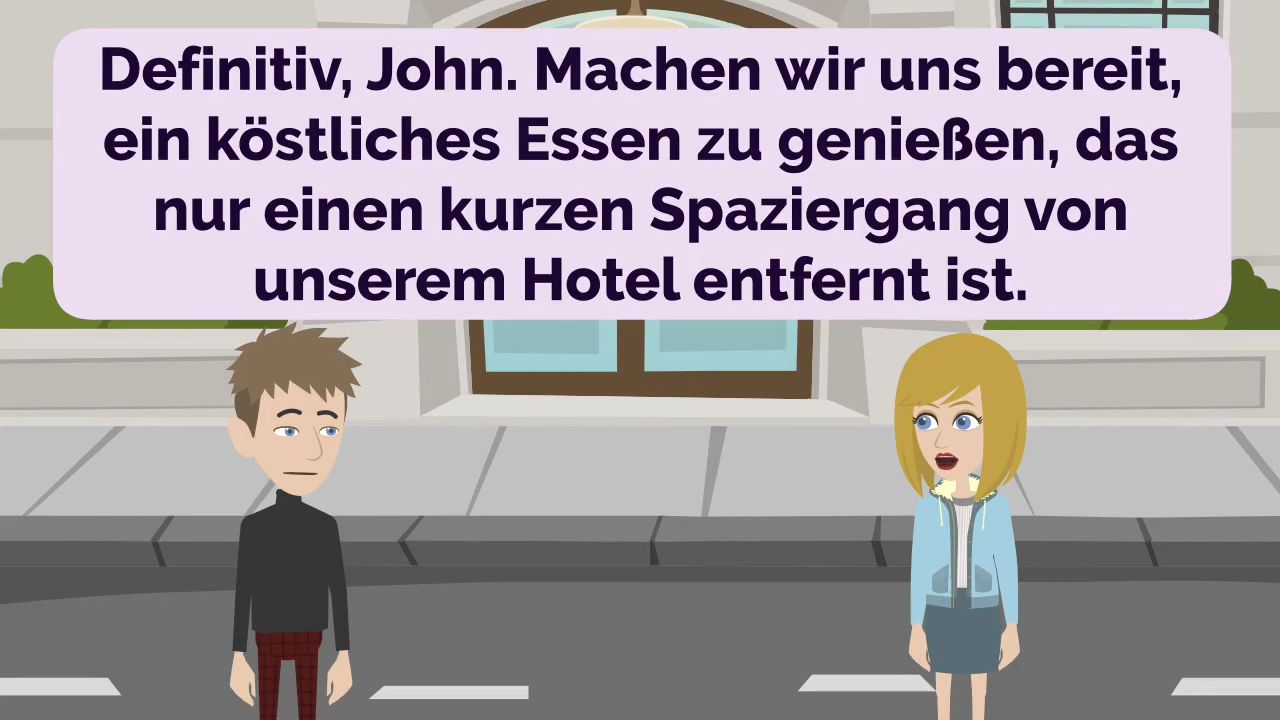 Definitiv, John. Machen wir uns bereit,
ein köstliches Essen zu genießen, das
nur einen kurzen Spaziergang von
unserem Hotel entfernt ist.